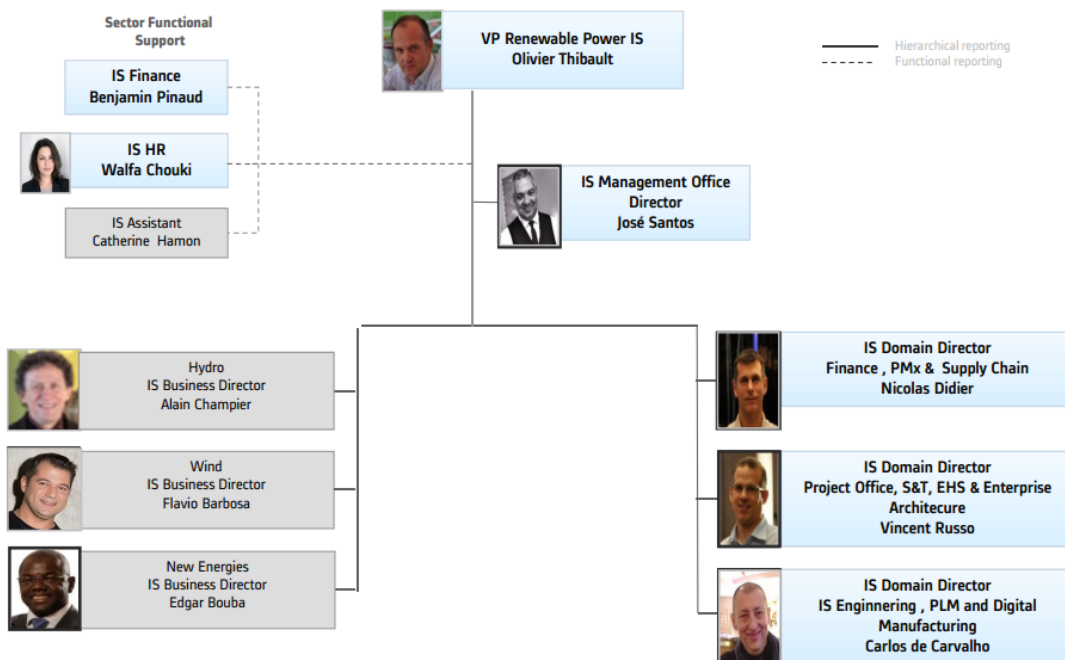 Sector Functional
Support
VP Renewable Power IS
Olivier Thibault
Hierarchical reporting
Functional reporting
IS Finance
Benjamin Pinaud
IS HR
Walfa Chouki
IS Assistant
Catherine Hamon
IS Management Office
Director
José Santos
Hydro
IS Business Director
Alain Champier
Wind
IS Business Director
Flavio Barbosa
New Energies
IS Business Director
Edgar Bouba
IS Domain Director
Finance , PMx & Supply Chain
Nicolas Didier
IS Domain Director
Project Office, S&T, EHS & Enterprise
Architecure
Vincent Russo
IS Domain Director
IS Enginnering , PLM and Digital
Manufacturing
Carlos de Carvalho